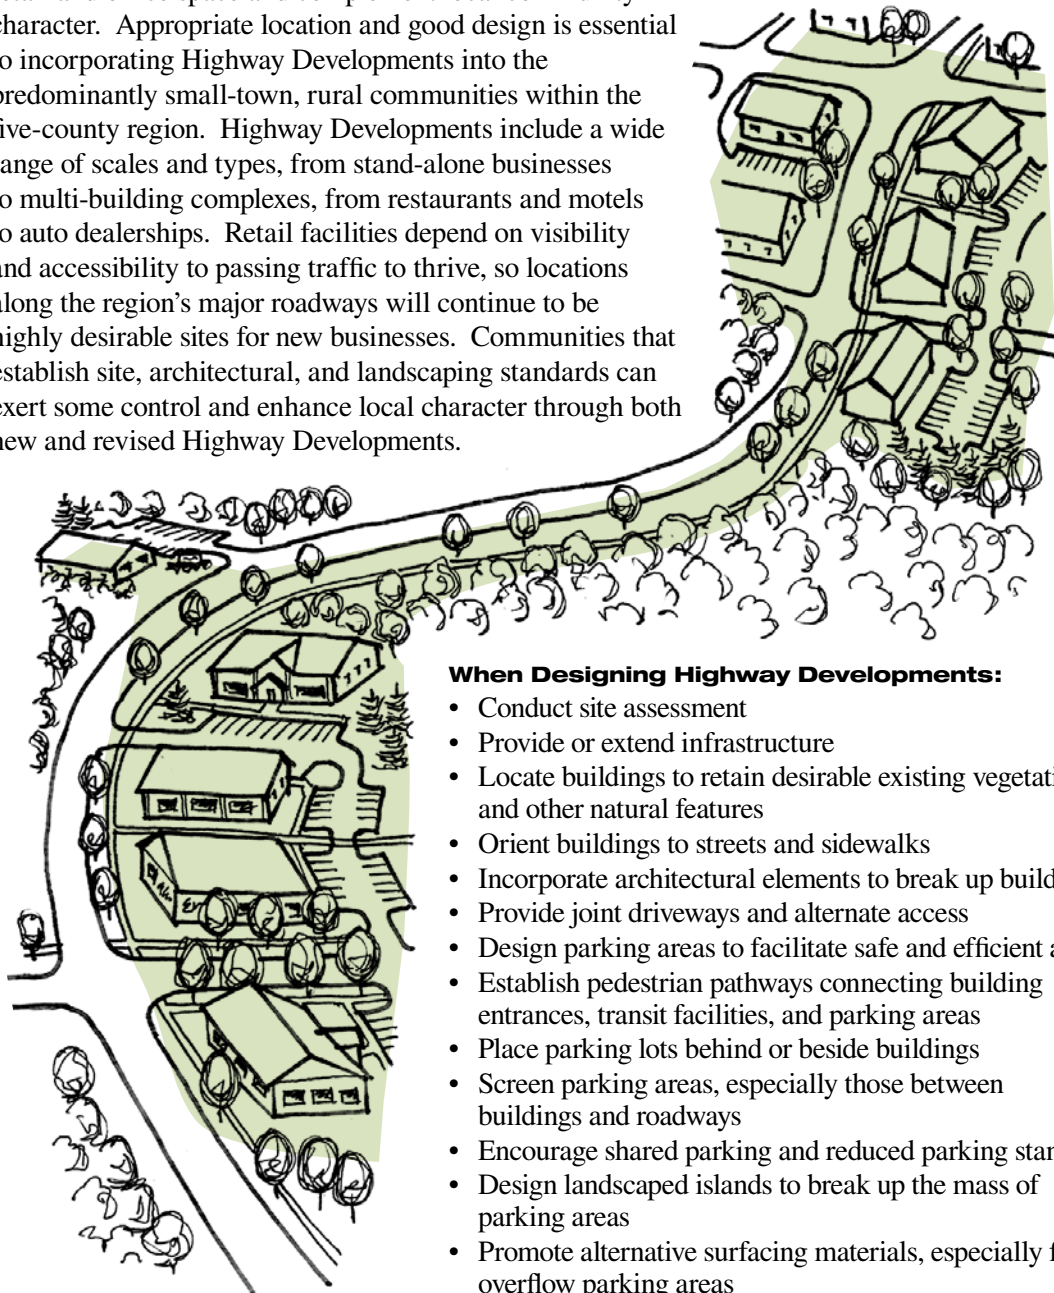 character. Appropriate location and good design is essential
to incorporating Highway Developments into the
predominantly small-town, rural communities within the
five-county region. Highway Developments include a wide
range of scales and types, from stand-alone businesses
to multi-building complexes, from restaurants and motels
to auto dealerships. Retail facilities depend on visibility
and accessibility to passing traffic to thrive, so locations
along the region's major roadways will continue to be
highly desirable sites for new businesses. Communities that
establish site, architectural, and landscaping standards can
exert some control and enhance local character through both
new and revised Highway Developments.
When Designing Highway Developments:
• Conduct site assessment
• Provide or extend infrastructure
• Locate buildings to retain desirable existing vegetati
and other natural features
• Orient buildings to streets and sidewalks
• Incorporate architectural elements to break up build
• Provide joint driveways and alternate access
• Design parking areas to facilitate safe and efficient a
• Establish pedestrian pathways connecting building
entrances, transit facilities, and parking areas
• Place parking lots behind or beside buildings
• Screen parking areas, especially those between
buildings and roadways
• Encourage shared parking and reduced parking stan
• Design landscaped islands to break up the mass of
parking areas
• Promote alternative surfacing materials, especially f
overflow parking areas